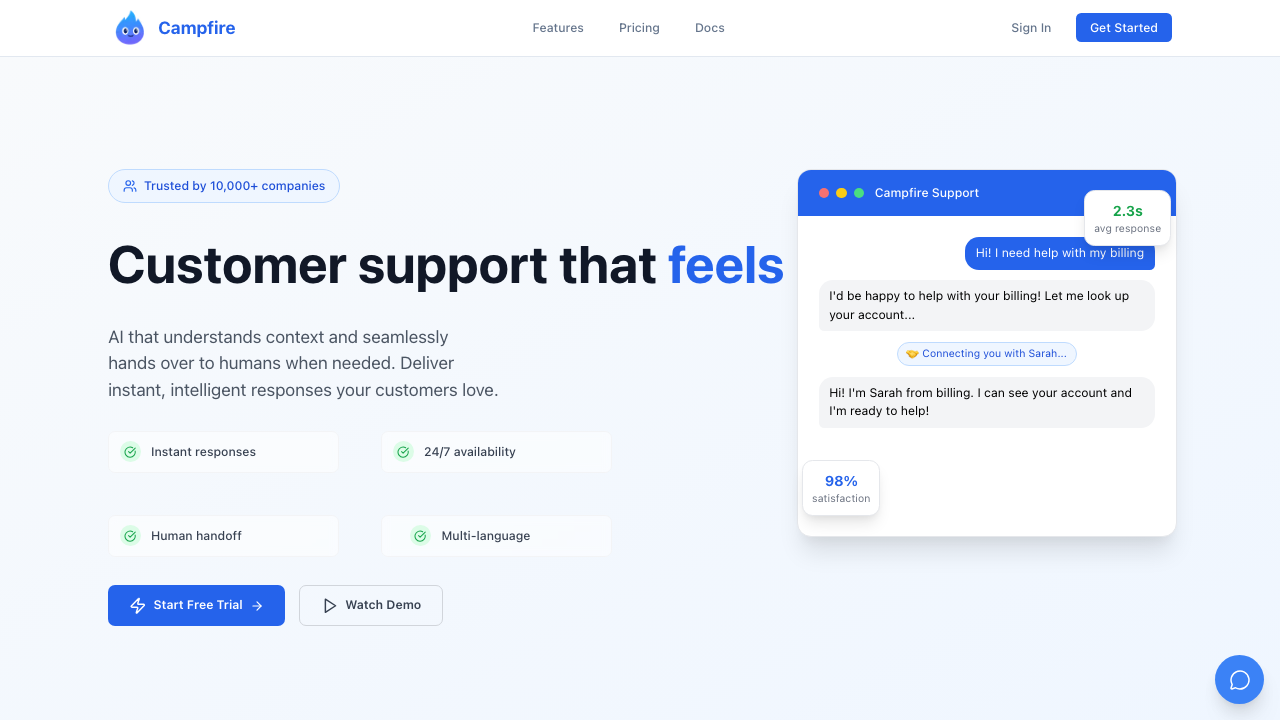 Campfire
Features
Pricing
Docs
Sign In
Get Started
Trusted by 10,000+ companies
Customer support that feels
AI that understands context and seamlessly
hands over to humans when needed. Deliver
instant, intelligent responses your customers love.
Instant responses
24/7 availability
Human handoff
Multi-language
Start Free Trial
Watch Demo
Campfire Support
2.3s
avg response
Hi! I need help with my billing
I'd be happy to help with your billing! Let me look up
your account...
🤝 Connecting you with Sarah...
Hi! I'm Sarah from billing. I can see your account and
I'm ready to help!
98%
satisfaction